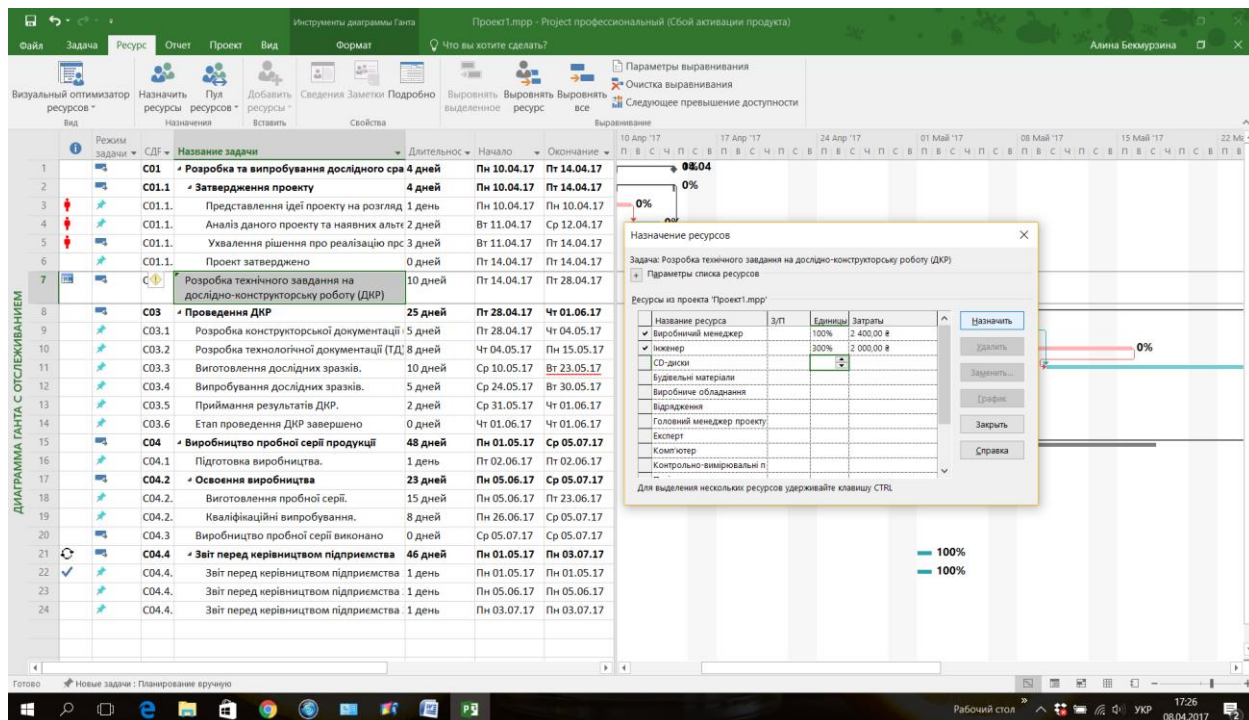 Инструменты диаграммы Ганта
Проект1.mpp - Project профессиональный (Сбой активации продукта)
Файл Задача Ресурс Отчет Проект Вид Формат Что вы хотите сделать? Алина Бекмурзина
Визуальный оптимизатор ресурсов
Назначить ресурсы
Пул ресурсов
Добавить ресурсы
Сведения Заметки Подробно
Выровнять выделенное
Выровнять ресурс
Выровнять все
Параметры выравнивания
Очистка выравнивания
Следующее превышение доступности
Вид Назначения Вставить Свойства Выравнивание
Режим задачи СДР Название задачи Длительнос Начало Окончание
10 Апр '17 17 Апр '17 24 Апр '17 01 Май '17 08 Май '17 15 Май '17
П В С Ч П С В П В С Ч П С В П В С Ч П С В П В С Ч П С В П В С Ч П С В П В С Ч П С В П В
1 C01 Розробка та випробування дослідного сра 4 дней Пн 10.04.17 Пт 14.04.17
2 C01.1 Затвердження проекту 4 дней Пн 10.04.17 Пт 14.04.17 0%
3 C01.1. Представлення ідеї проекту на розгляд 1 день Пн 10.04.17 Пн 10.04.17 0%
4 C01.1. Аналіз даного проекту та наявних альте 2 дней Вт 11.04.17 Ср 12.04.17
5 C01.1. Ухвалення рішення про реалізацію прс 3 дней Вт 11.04.17 Пт 14.04.17
6 C01.1. Проект затверджено 0 дней Пт 14.04.17 Пт 14.04.17
7 С Розробка технічного завдання на дослідно-конструкторську роботу (ДКР) 10 дней Пт 14.04.17 Пт 28.04.17
8 C03 Проведення ДКР 25 дней Пт 28.04.17 Чт 01.06.17
9 C03.1 Розробка конструкторської документації 5 дней Пт 28.04.17 Чт 04.05.17
10 C03.2 Розробка технологічної документації (ТД) 8 дней Чт 04.05.17 Пн 15.05.17 0%
11 C03.3 Виготовлення дослідних зразків. 10 дней Ср 10.05.17 Вт 23.05.17
12 C03.4 Випробування дослідних зразків. 5 дней Ср 24.05.17 Вт 30.05.17
13 C03.5 Приймання результатів ДКР. 2 дней Ср 31.05.17 Чт 01.06.17
14 C03.6 Етап проведення ДКР завершено 0 дней Чт 01.06.17 Чт 01.06.17
15 C04 Виробництво пробної серії продукції 48 дней Пн 01.05.17 Ср 05.07.17
16 C04.1 Підготовка виробництва. 1 день Пт 02.06.17 Пт 02.06.17
17 C04.2 Освоєння виробництва 23 дней Пн 05.06.17 Ср 05.07.17
18 C04.2. Виготовлення пробної серії. 15 дней Пн 05.06.17 Пт 23.06.17
19 C04.2. Кваліфікаційні випробування. 8 дней Пн 26.06.17 Ср 05.07.17
20 C04.3 Виробництво пробної серії виконано 0 дней Ср 05.07.17 Ср 05.07.17
21 C04.4 Звіт перед керівництвом підприємства 46 дней Пн 01.05.17 Пн 03.07.17 100%
22 C04.4. Звіт перед керівництвом підприємства 1 день Пн 01.05.17 Пн 01.05.17 100%
23 C04.4. Звіт перед керівництвом підприємства 1 день Пн 05.06.17 Пн 05.06.17
24 C04.4. Звіт перед керівництвом підприємства 1 день Пн 03.07.17 Пн 03.07.17
ДИАГРАММА ГАНТА С ОТСЛЕЖИВАНИЕМ
Назначение ресурсов
Задача: Розробка технічного завдання на дослідно-конструкторську роботу (ДКР)
+ Параметры списка ресурсов
Ресурсы из проекта 'Проект1.mpp'
Название ресурса З/П Единицы Затраты
Виробничий менеджер 100% 2 400,00 ₴
Інженер 300% 2 000,00 ₴
CD-диски
Будівельні матеріали
Виробниче обладнання
Відрядження
Головний менеджер проекту
Експерт
Комп'ютер
Контрольно-вимірювальні п
Назначить
Удалить
Заменить...
График
Закрыть
Справка
Для выделения нескольких ресурсов удерживайте клавишу CTRL
Готово Новые задачи : Планирование вручную
Рабочий стол УКР 17:26
08.04.2017